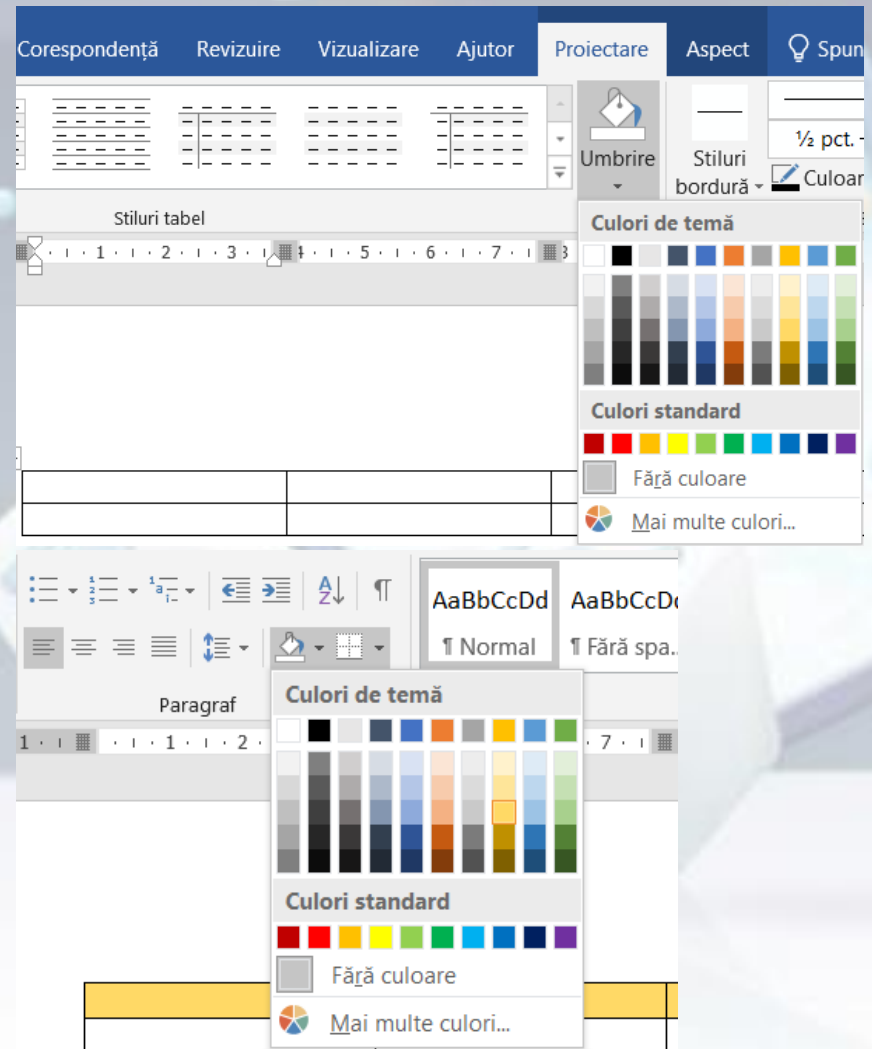 Corespondență Revizuire Vizualizare Ajutor Proiectare Aspect Spun
Umbrire
Stiluri
bordură
½ pct.
Culoar
Stiluri tabel
Culori de temă
1 2 3 4 5 6 7 8
Culori standard
Fără culoare
Mai multe culori...
AaBbCcDd AaBbCcD
¶ Normal ¶ Fără spa..
Paragraf
Culori de temă
1 1 2 7
Culori standard
Fără culoare
Mai multe culori...